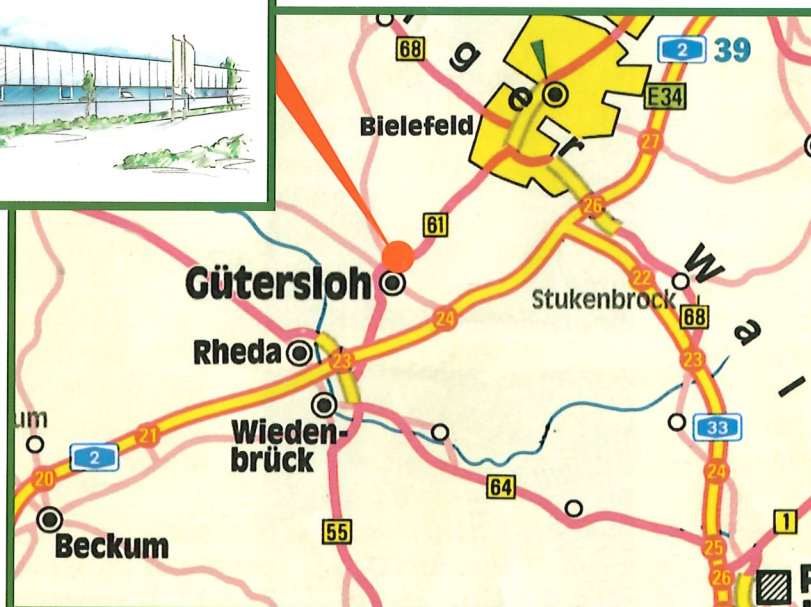 68
g
e
r
2
39
E34
Bielefeld
27
61
26
W
a
l
Gütersloh
22
Stukenbrock
68
24
Rheda
23
23
um
Wieden-
brück
33
21
2
20
64
24
55
1
Beckum
25
26
P